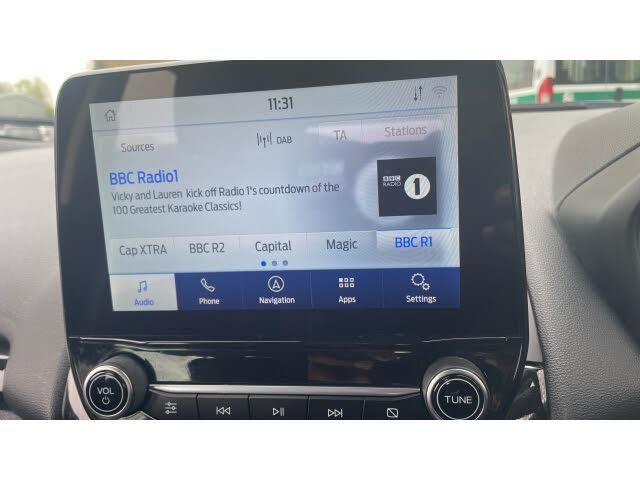 11:31
Sources
DAB
TA
Stations
BBC Radio1
Vicky and Lauren kick off Radio 1's countdown of the
100 Greatest Karaoke Classics!
BBC
RADIO
1
Cap XTRA
BBC R2
Capital
Magic
BBC R1
Audio
Phone
Navigation
Apps
Settings
VOL
TUNE